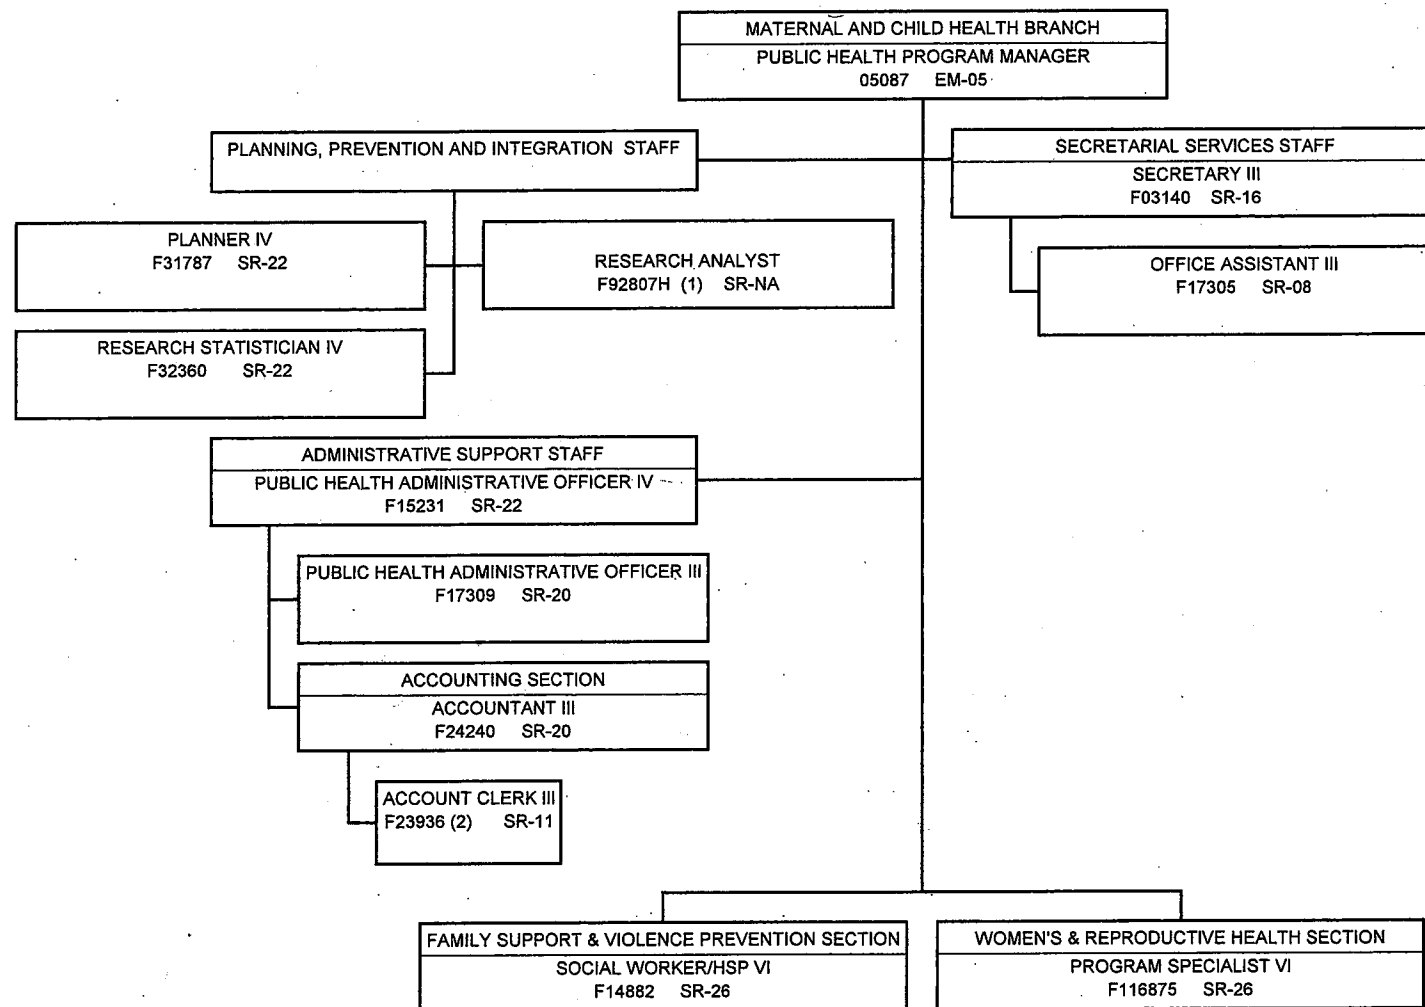 MATERNAL AND CHILD HEALTH BRANCH
PUBLIC HEALTH PROGRAM MANAGER
05087 EM-05
PLANNING, PREVENTION AND INTEGRATION STAFF
SECRETARIAL SERVICES STAFF
SECRETARY III
F03140 SR-16
PLANNER IV
F31787 SR-22
RESEARCH ANALYST
F92807H (1) SR-NA
OFFICE ASSISTANT III
F17305 SR-08
RESEARCH STATISTICIAN IV
F32360 SR-22
ADMINISTRATIVE SUPPORT STAFF
PUBLIC HEALTH ADMINISTRATIVE OFFICER IV
F15231 SR-22
PUBLIC HEALTH ADMINISTRATIVE OFFICER III
F17309 SR-20
ACCOUNTING SECTION
ACCOUNTANT III
F24240 SR-20
ACCOUNT CLERK III
F23936 (2) SR-11
FAMILY SUPPORT & VIOLENCE PREVENTION SECTION
SOCIAL WORKER/HSP VI
F14882 SR-26
WOMEN'S & REPRODUCTIVE HEALTH SECTION
PROGRAM SPECIALIST VI
F116875 SR-26